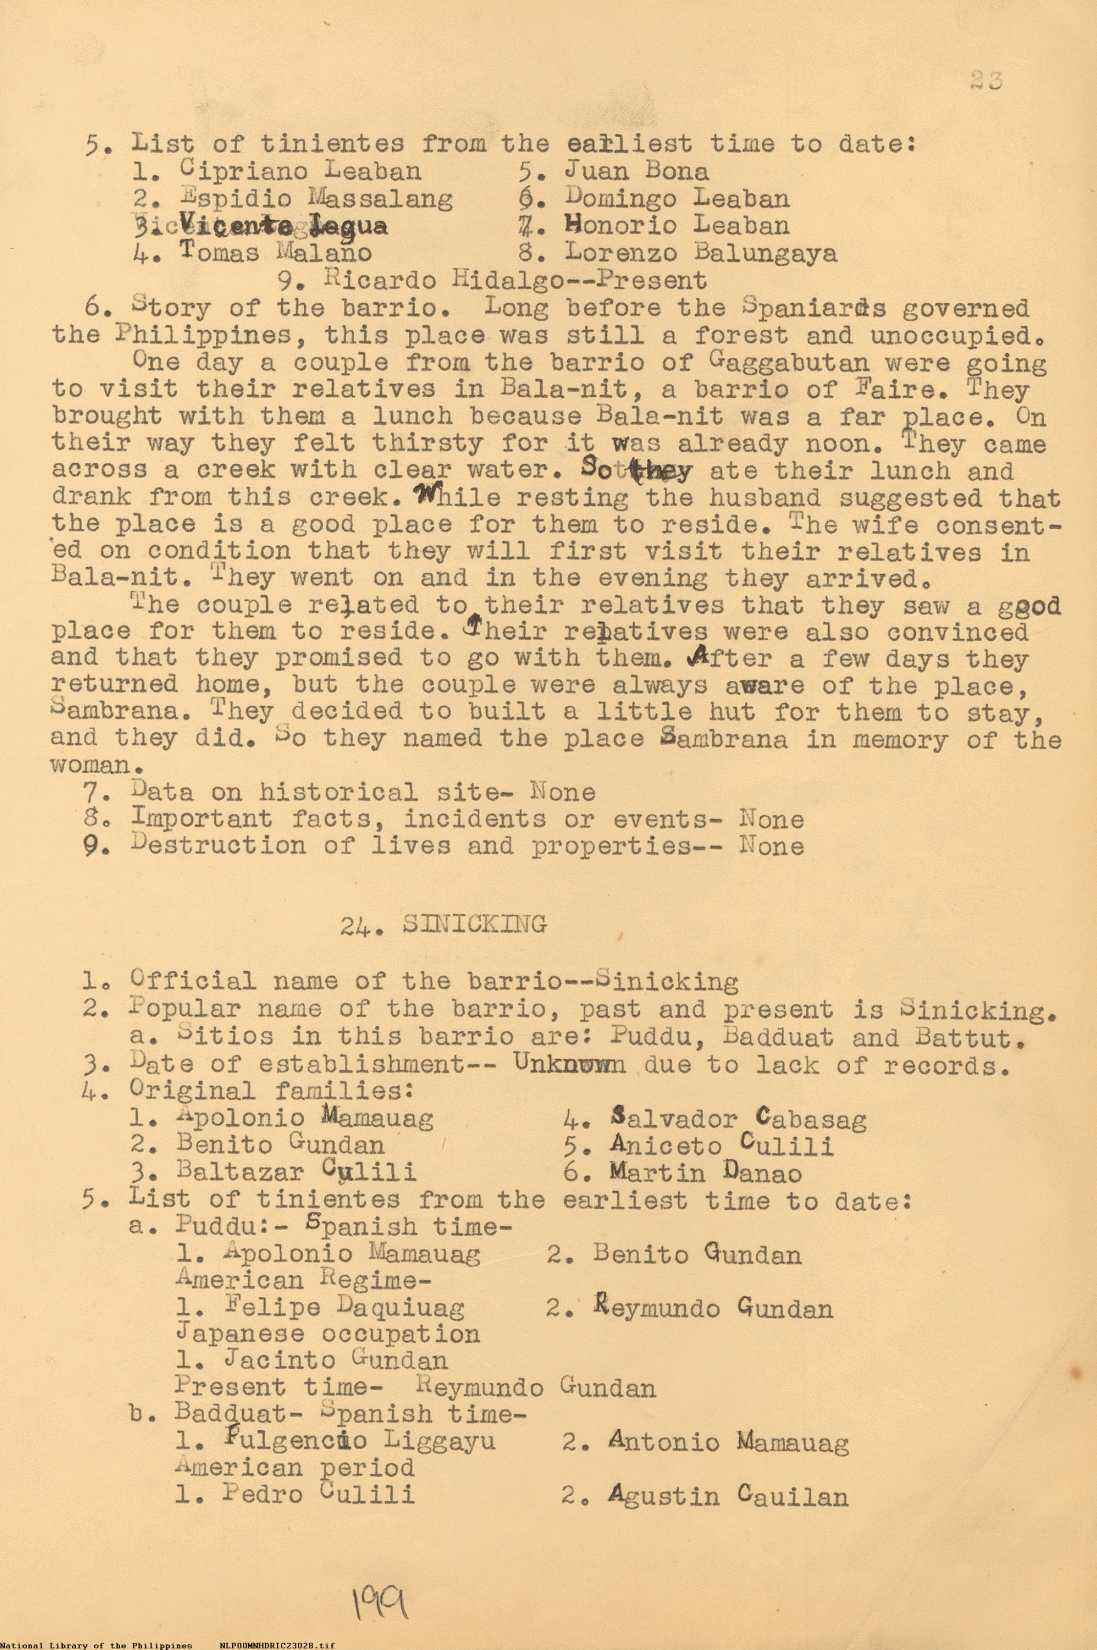 23
5. List of tinientes from the earliest time to date:
1. Cipriano Leaban 5. Juan Bona
2. Espidio Massalang 6. Domingo Leaban
3. Vicente Legua 7. Honorio Leaban
4. Tomas Malano 8. Lorenzo Balungaya
9. Ricardo Hidalgo--Present
6. Story of the barrio. Long before the Spaniards governed
the Philippines, this place was still a forest and unoccupied.
One day a couple from the barrio of Gaggabutan were going
to visit their relatives in Bala-nit, a barrio of Faire. They
brought with them a lunch because Bala-nit was a far place. On
their way they felt thirsty for it was already noon. They came
across a creek with clear water. So they ate their lunch and
drank from this creek. While resting the husband suggested that
the place is a good place for them to reside. The wife consent-
ed on condition that they will first visit their relatives in
Bala-nit. They went on and in the evening they arrived.
The couple related to their relatives that they saw a good
place for them to reside. Their relatives were also convinced
and that they promised to go with them. After a few days they
returned home, but the couple were always aware of the place,
Sambrana. They decided to built a little hut for them to stay,
and they did. So they named the place Sambrana in memory of the
woman.
7. Data on historical site- None
8. Important facts, incidents or events- None
9. Destruction of lives and properties-- None
24. SINICKING
1. Official name of the barrio--Sinicking
2. Popular name of the barrio, past and present is Sinicking.
a. Sitios in this barrio are: Puddu, Badduat and Battut.
3. Date of establishment-- Unknown due to lack of records.
4. Original families:
1. Apolonio Mamauag 4. Salvador Cabasag
2. Benito Gundan 5. Aniceto Culili
3. Baltazar Culili 6. Martin Danao
5. List of tinientes from the earliest time to date:
a. Puddu:- Spanish time-
1. Apolonio Mamauag 2. Benito Gundan
American Regime-
1. Felipe Daquiuag 2. Reymundo Gundan
Japanese occupation
1. Jacinto Gundan
Present time- Reymundo Gundan
b. Badduat- Spanish time-
1. Fulgencio Liggayu 2. Antonio Mamauag
American period
1. Pedro Culili 2. Agustin Cauilan
199
National Library of the Philippines NLPOOMNHDRIC23028.tif